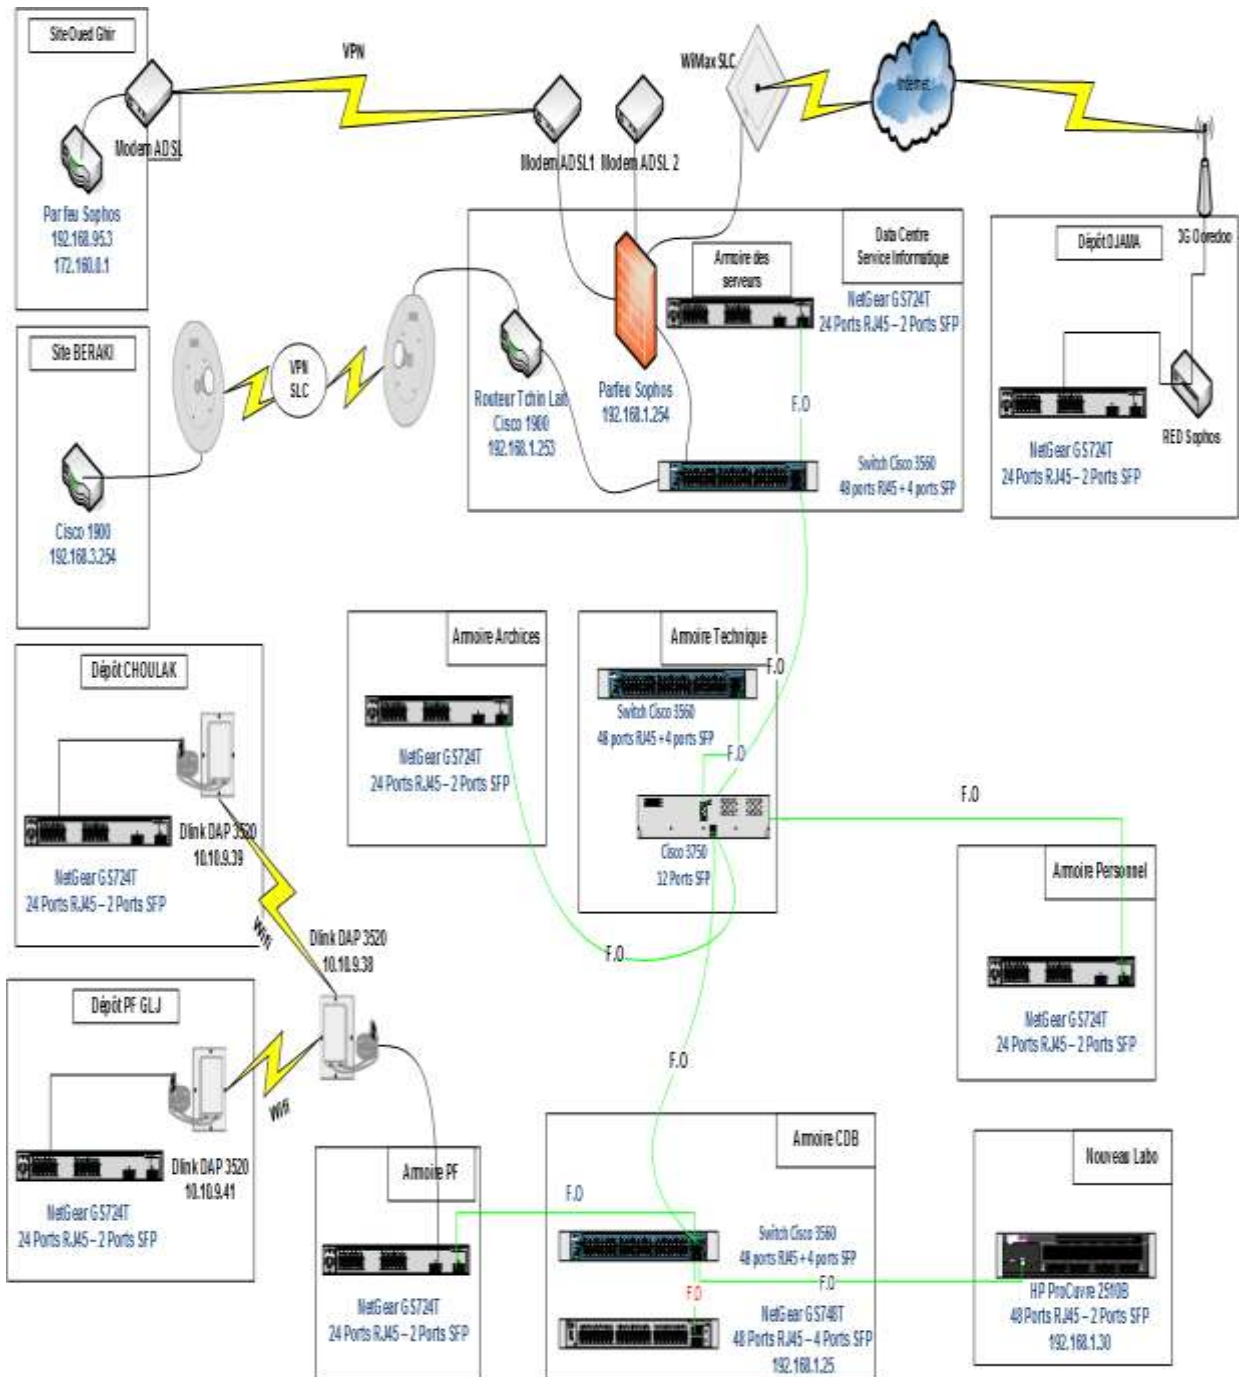 Site Oued Ghir
Modem ADSL
Parfeu Sophos
192.168.95.3
172.160.0.1
VPN
Modem ADSL1
Modem ADSL 2
WiMax SLC
Internet
3G Ooredoo
Site BERAKI
Cisco 1900
192.168.3.254
VPN
SLC
Data Centre
Service Informatique
Armoire des
serveurs
NetGear GS724T
24 Ports RJ45 – 2 Ports SFP
Routeur Tchin Lait
Cisco 1900
192.168.1.253
Parfeu Sophos
192.168.1.254
F.O
Switch Cisco 3560
48 ports RJ45 + 4 ports SFP
Dépôt DJAMA
RED Sophos
NetGear GS724T
24 Ports RJ45 – 2 Ports SFP
Armoire Archices
NetGear GS724T
24 Ports RJ45 – 2 Ports SFP
Armoire Technique
F.O
Switch Cisco 3560
48 ports RJ45 + 4 ports SFP
F.O
Cisco 3750
12 Ports SFP
F.O
F.O
F.O
Armoire Personnel
NetGear GS724T
24 Ports RJ45 – 2 Ports SFP
Dépôt CHOULAK
Dlink DAP 3520
10.10.9.39
NetGear GS724T
24 Ports RJ45 – 2 Ports SFP
Wifi
Dlink DAP 3520
10.10.9.38
Dépôt PF GLJ
Wifi
Dlink DAP 3520
10.10.9.41
NetGear GS724T
24 Ports RJ45 – 2 Ports SFP
Armoire PF
NetGear GS724T
24 Ports RJ45 – 2 Ports SFP
F.O
Armoire CDB
Switch Cisco 3560
48 ports RJ45 + 4 ports SFP
F.O
F.O
NetGear GS748T
48 Ports RJ45 – 4 Ports SFP
192.168.1.25
Nouveau Labo
HP ProCuvre 2510B
48 Ports RJ45 – 2 Ports SFP
192.168.1.30